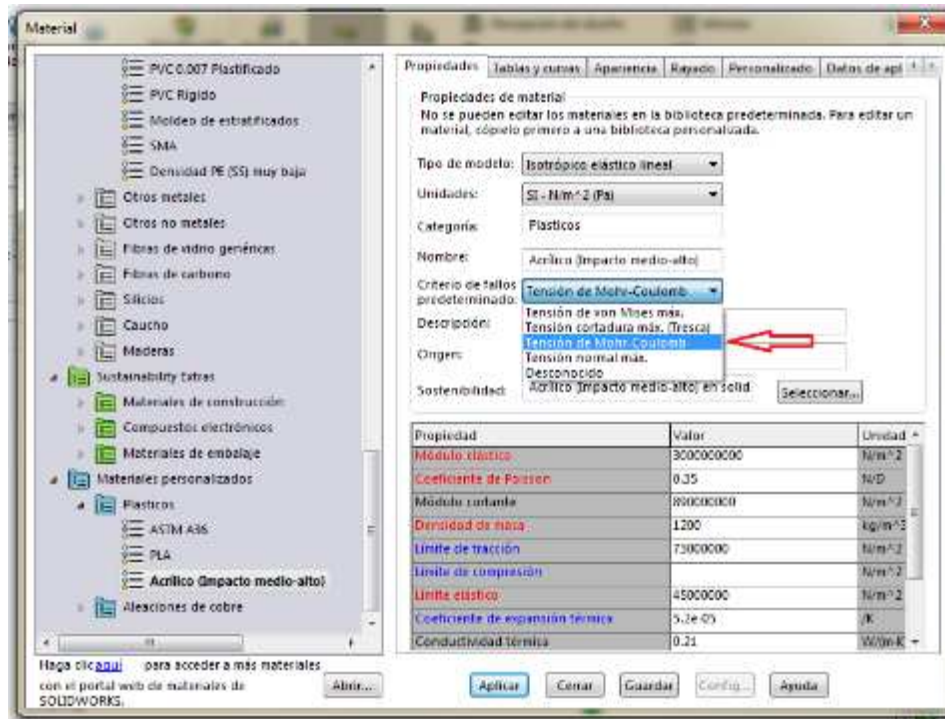 Material
PVC 0.007 Plastificado
PVC Rígido
Moldeo de estratificados
SMA
Densidad PE (SS) muy baja
Otros metales
Otros no metales
Fibras de vidrio genéricas
Fibras de carbono
Silicios
Caucho
Maderas
Sustainability Extras
Materiales de construcción
Compuestos electrónicos
Materiales de embalaje
Materiales personalizados
Plasticos
ASTM A36
PLA
Acrílico (Impacto medio-alto)
Aleaciones de cobre
Haga clic aquí para acceder a más materiales
con el portal web de materiales de
SOLIDWORKS.
Abrir...
Propiedades Tablas y curvas Apariencia Rayado Personalizado Datos de apl
Propiedades de material
No se pueden editar los materiales en la biblioteca predeterminada. Para editar un
material, cópielo primero a una biblioteca personalizada.
Tipo de modelo: Isotrópico elástico lineal
Unidades: SI - N/m^2 (Pa)
Categoría: Plasticos
Nombre: Acrílico (Impacto medio-alto)
Criterio de fallos
predeterminado: Tensión de Mohr-Coulomb
Tensión de von Mises máx.
Descripción: Tensión cortadura máx. (Tresca)
Tensión de Mohr-Coulomb
Origen: Tensión normal máx.
Desconocido
Sostenibilidad: Acrílico (Impacto medio-alto) en solid
Seleccionar...
Propiedad Valor Unidad
Módulo elástico 3000000000 N/m^2
Coeficiente de Poisson 0.35 N/D
Módulo cortante 890000000 N/m^2
Densidad de masa 1200 kg/m^3
Límite de tracción 73000000 N/m^2
Límite de compresión N/m^2
Límite elástico 45000000 N/m^2
Coeficiente de expansión térmica 5.2e-05 /K
Conductividad térmica 0.21 W/(m·K
Aplicar Cerrar Guardar Config... Ayuda